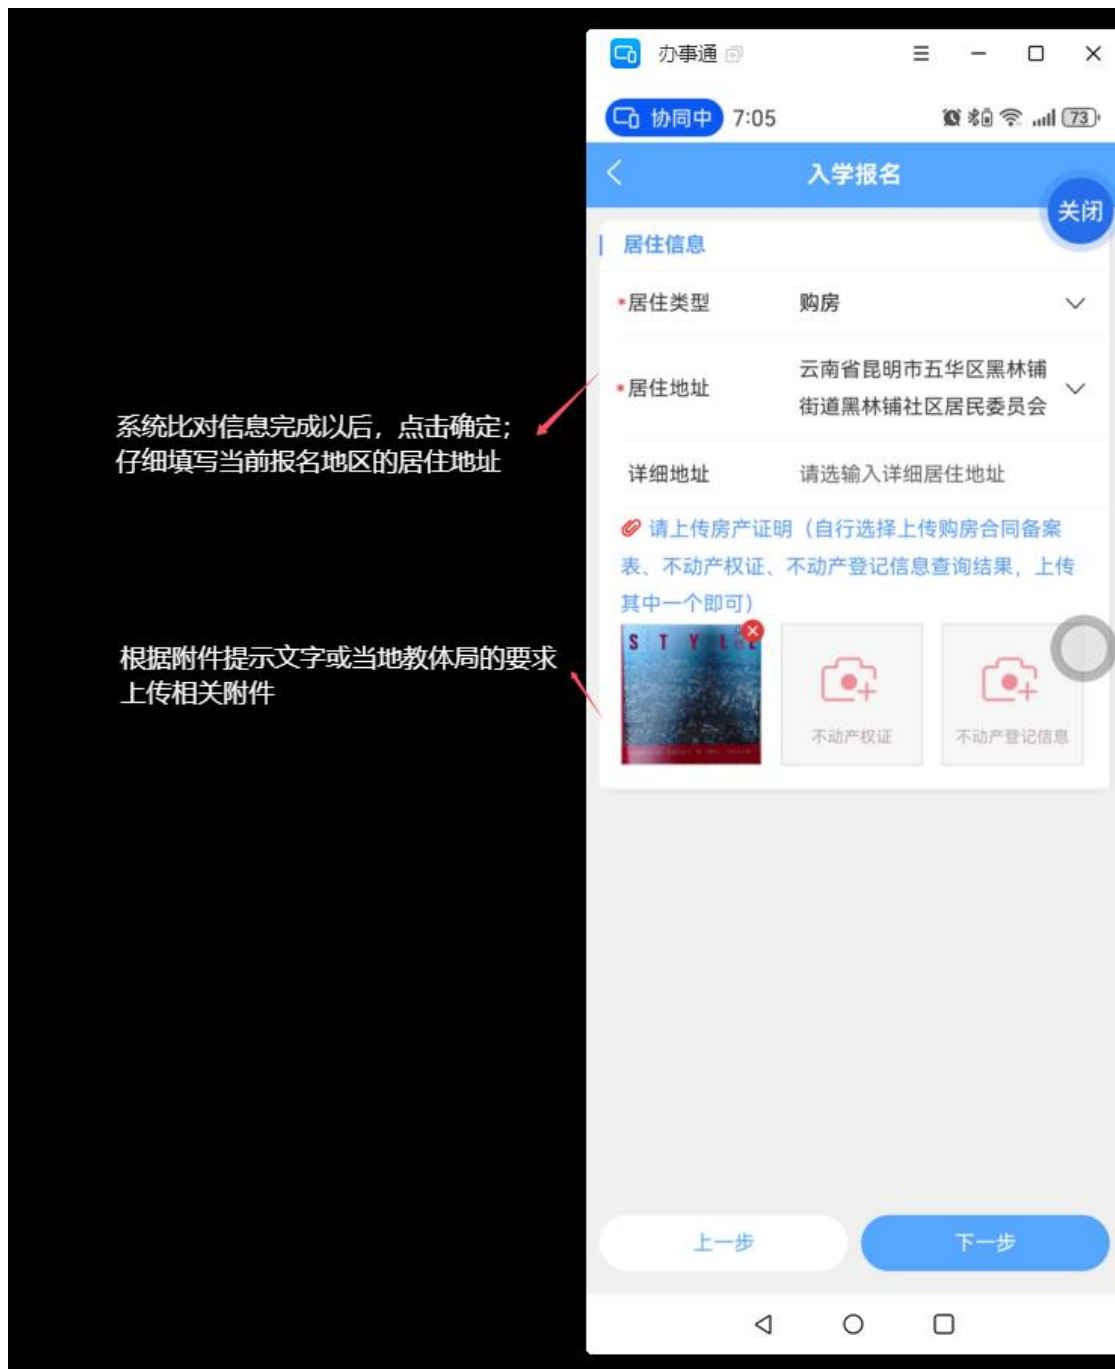 办事通
协同中 7:05
73
入学报名
关闭
居住信息
*居住类型 购房
*居住地址 云南省昆明市五华区黑林铺
街道黑林铺社区居民委员会
详细地址 请选输入详细居住地址
请上传房产证明（自行选择上传购房合同备案
表、不动产权证、不动产登记信息查询结果，上传
其中一个即可）
STYLE
不动产权证
不动产登记信息
系统比对信息完成以后，点击确定；
仔细填写当前报名地区的居住地址
根据附件提示文字或当地教体局的要求
上传相关附件
上一步
下一步